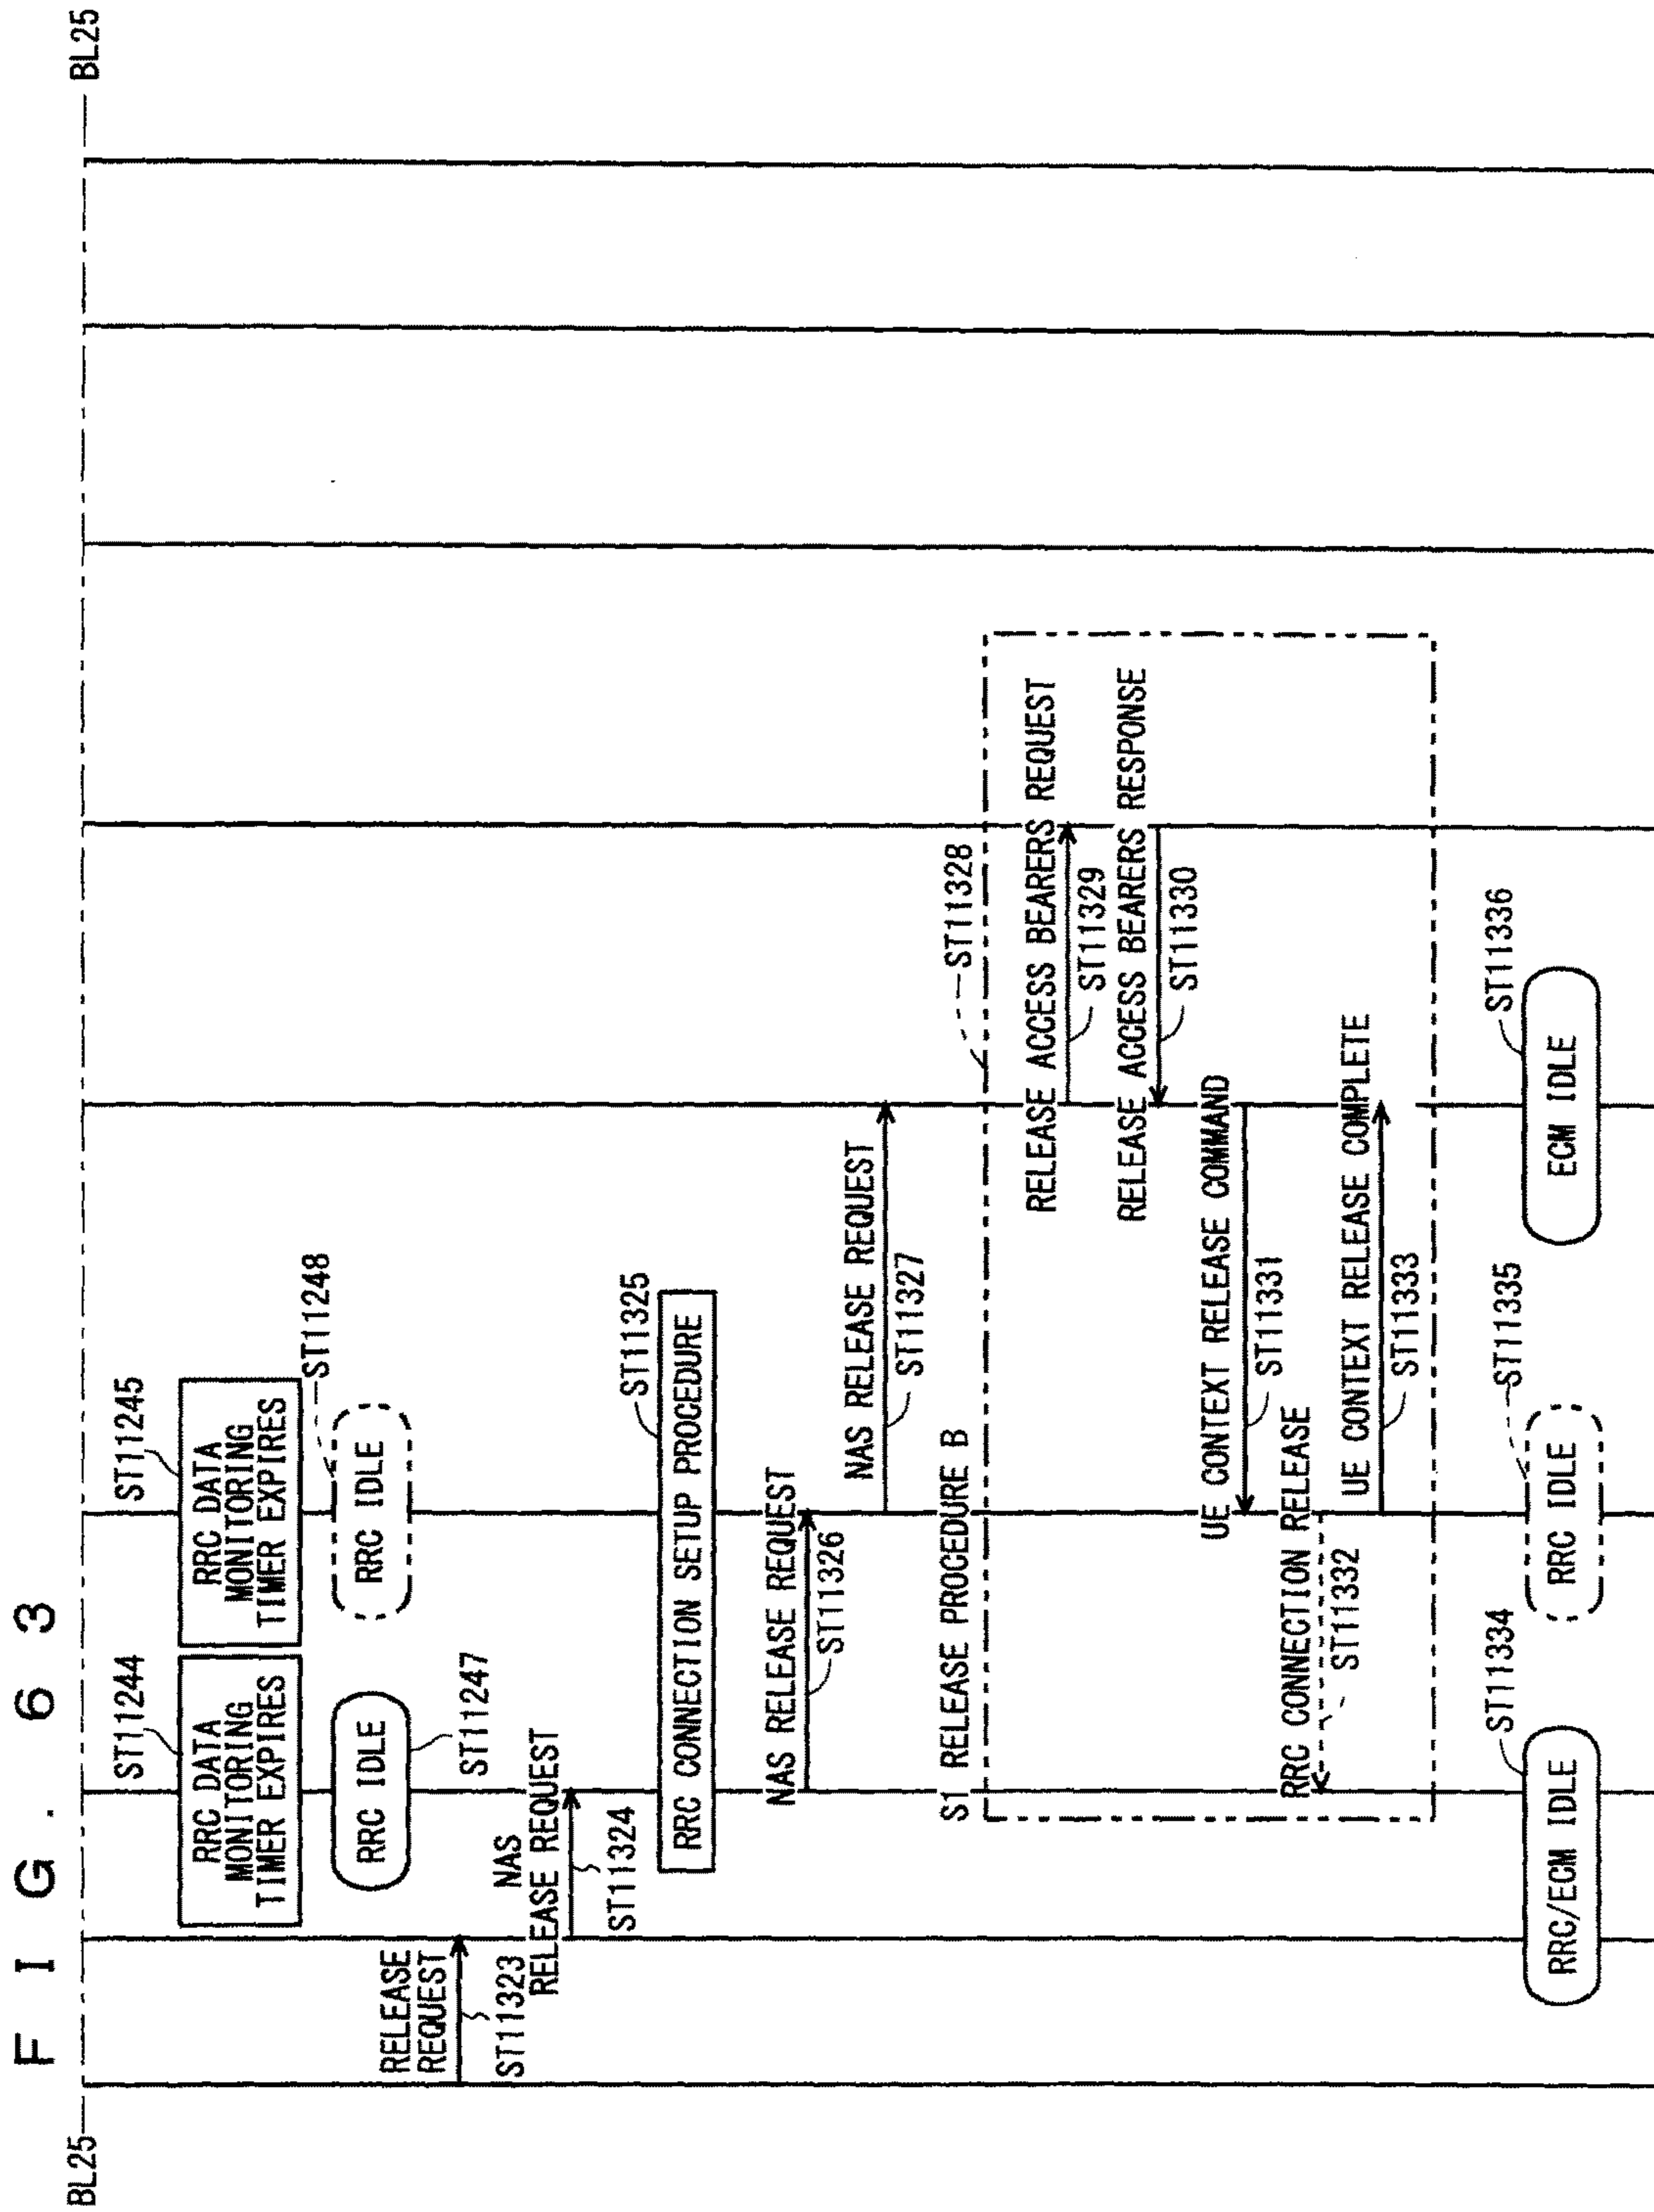 FIG. 63
BL25
BL25
ST11244
RRC DATA
MONITORING
TIMER EXPIRES
ST11245
RRC DATA
MONITORING
TIMER EXPIRES
RRC IDLE
ST11247
RRC IDLE
ST11248
RELEASE
REQUEST
ST11323
NAS
RELEASE REQUEST
ST11324
ST11325
RRC CONNECTION SETUP PROCEDURE
NAS RELEASE REQUEST
ST11326
NAS RELEASE REQUEST
ST11327
S1 RELEASE PROCEDURE B
ST11328
RELEASE ACCESS BEARERS REQUEST
ST11329
RELEASE ACCESS BEARERS RESPONSE
ST11330
UE CONTEXT RELEASE COMMAND
ST11331
RRC CONNECTION RELEASE
ST11332
UE CONTEXT RELEASE COMPLETE
ST11333
ST11334
RRC/ECM IDLE
ST11335
RRC IDLE
ST11336
ECM IDLE